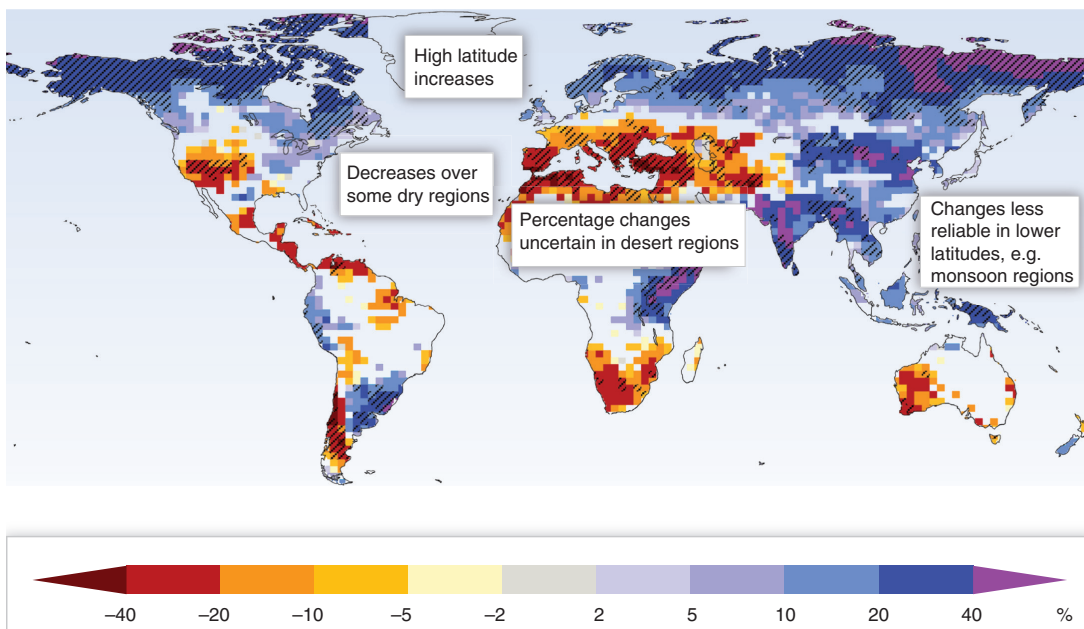 High latitude
increases
Decreases over
some dry regions
Percentage changes
uncertain in desert regions
Changes less
reliable in lower
latitudes, e.g.
monsoon regions
–40 –20 –10 –5 –2 2 5 10 20 40 %